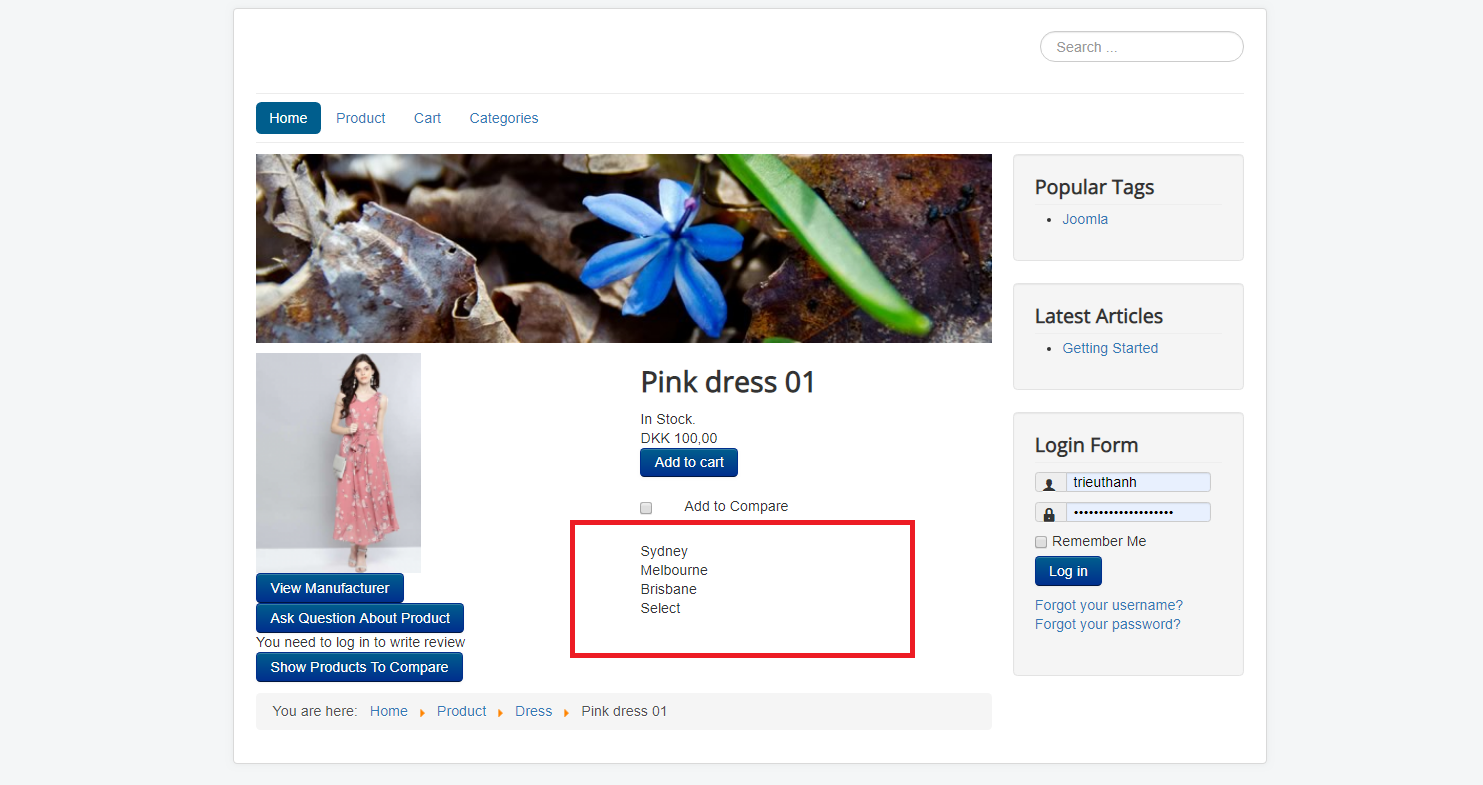 Search ...
Home Product Cart Categories
Pink dress 01
In Stock.
DKK 100,00
Add to cart
Add to Compare
Sydney
Melbourne
Brisbane
Select
View Manufacturer
Ask Question About Product
You need to log in to write review
Show Products To Compare
You are here: Home Product Dress Pink dress 01
Popular Tags
Joomla
Latest Articles
Getting Started
Login Form
trieuthanh
••••••••••••••••••••
Remember Me
Log in
Forgot your username?
Forgot your password?